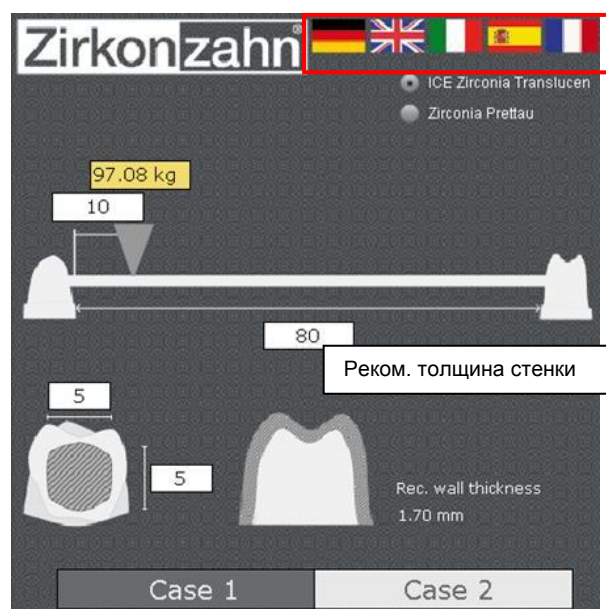 Zirkonzahn®
ICE Zirconia Translucen
Zirconia Prettau
97.08 kg
10
80
Реком. толщина стенки
5
5
Rec. wall thickness
1.70 mm
Case 1
Case 2